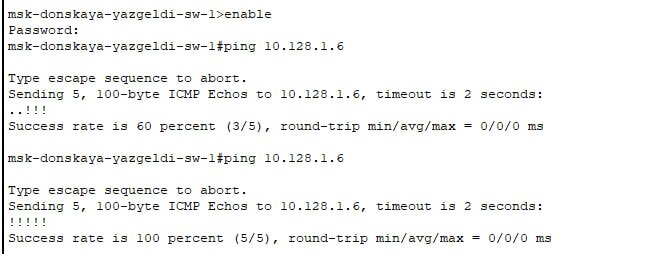 msk-donskaya-yazgeldi-sw-1>enable
Password:
msk-donskaya-yazgeldi-sw-1#ping 10.128.1.6
Type escape sequence to abort.
Sending 5, 100-byte ICMP Echos to 10.128.1.6, timeout is 2 seconds:
..!!!
Success rate is 60 percent (3/5), round-trip min/avg/max = 0/0/0 ms
msk-donskaya-yazgeldi-sw-1#ping 10.128.1.6
Type escape sequence to abort.
Sending 5, 100-byte ICMP Echos to 10.128.1.6, timeout is 2 seconds:
!!!!!
Success rate is 100 percent (5/5), round-trip min/avg/max = 0/0/0 ms